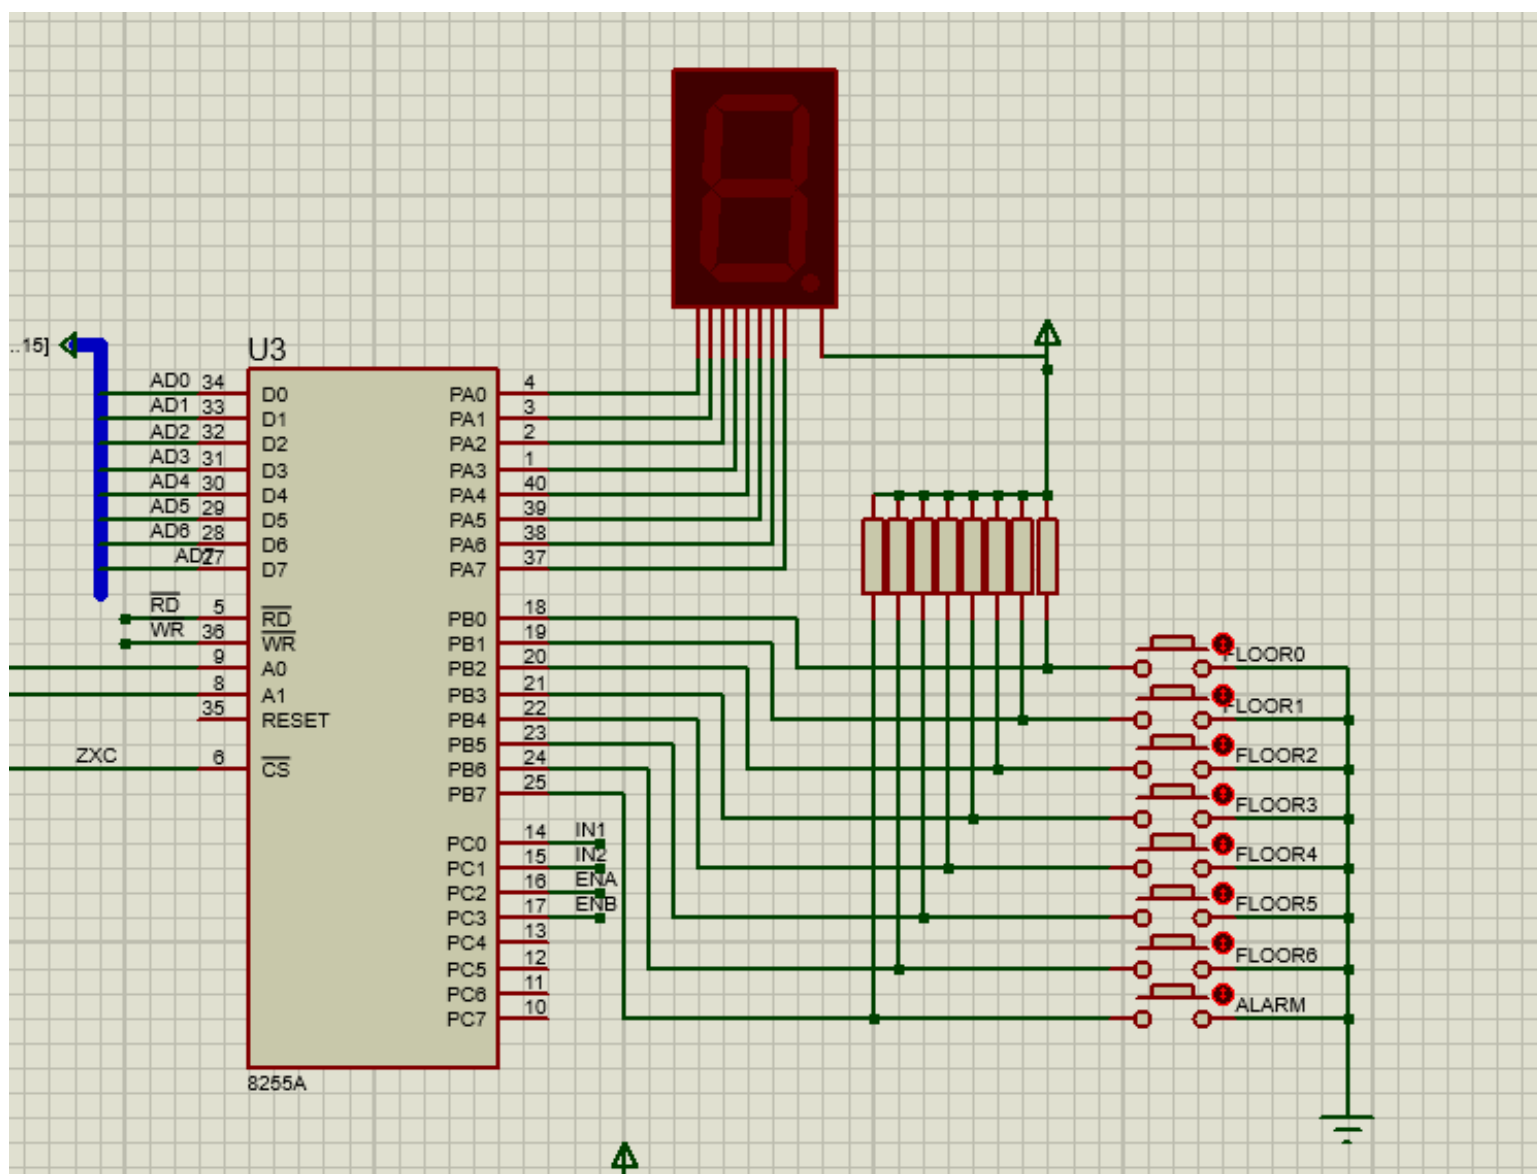 ..15]
U3
AD0 34 D0 PA0 4
AD1 33 D1 PA1 3
AD2 32 D2 PA2 2
AD3 31 D3 PA3 1
AD4 30 D4 PA4 40
AD5 29 D5 PA5 39
AD6 28 D6 PA6 38
AD7 27 D7 PA7 37
RD 5 RD PB0 18
WR 36 WR PB1 19
9 A0 PB2 20 FLOOR0
8 A1 PB3 21 FLOOR1
35 RESET PB4 22
PB5 23
ZXC 6 CS PB6 24 FLOOR2
PB7 25 FLOOR3
PC0 14 IN1
PC1 15 IN2 FLOOR4
PC2 16 ENA
PC3 17 ENB FLOOR5
PC4 13
PC5 12 FLOOR6
PC6 11
PC7 10 ALARM
8255A